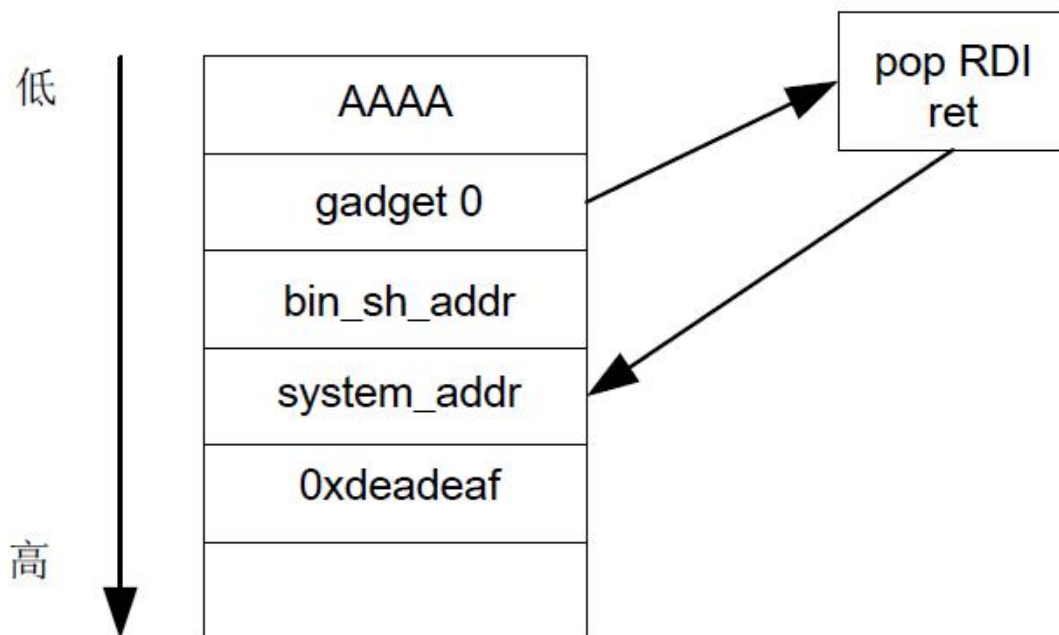 低
AAAA
gadget 0
bin_sh_addr
system_addr
0xdeadeaf
高
pop RDI
ret